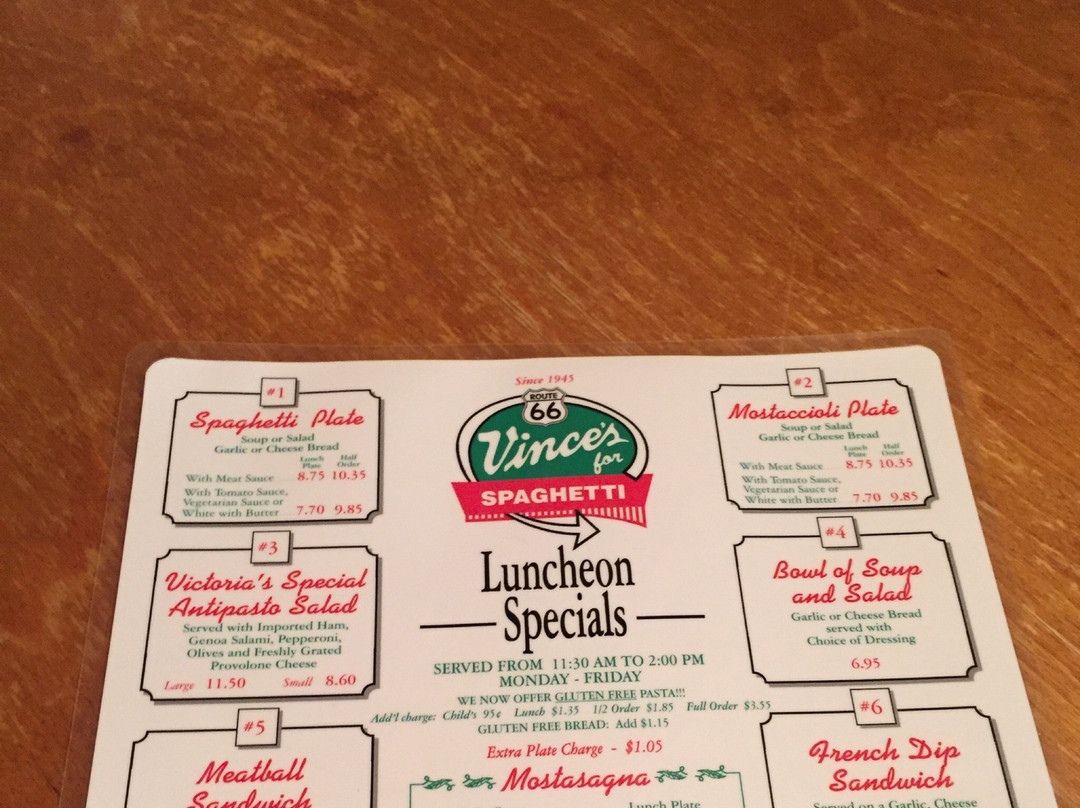 Since 1945
ROUTE
66
Vince's
for
SPAGHETTI
Luncheon
Specials
SERVED FROM 11:30 AM TO 2:00 PM
MONDAY - FRIDAY
WE NOW OFFER GLUTEN FREE PASTA!!!
Add'l charge: Child's 95¢ Lunch $1.35 1/2 Order $1.85 Full Order $3.55
GLUTEN FREE BREAD: Add $1.15
Extra Plate Charge - $1.05
#1
Spaghetti Plate
Soup or Salad
Garlic or Cheese Bread
Lunch Half
Plate Order
With Meat Sauce 8.75 10.35
With Tomato Sauce,
Vegetarian Sauce or
White with Butter 7.70 9.85
#2
Mostaccioli Plate
Soup or Salad
Garlic or Cheese Bread
Lunch Half
Plate Order
With Meat Sauce 8.75 10.35
With Tomato Sauce,
Vegetarian Sauce or
White with Butter 7.70 9.85
#3
Victoria's Special
Antipasto Salad
Served with Imported Ham,
Genoa Salami, Pepperoni,
Olives and Freshly Grated
Provolone Cheese
Large 11.50 Small 8.60
#4
Bowl of Soup
and Salad
Garlic or Cheese Bread
served with
Choice of Dressing
6.95
#5
Meatball
Sandwich
Mostasagna
Lunch Plate
#6
French Dip
Sandwich
Served on a Garlic, Cheese